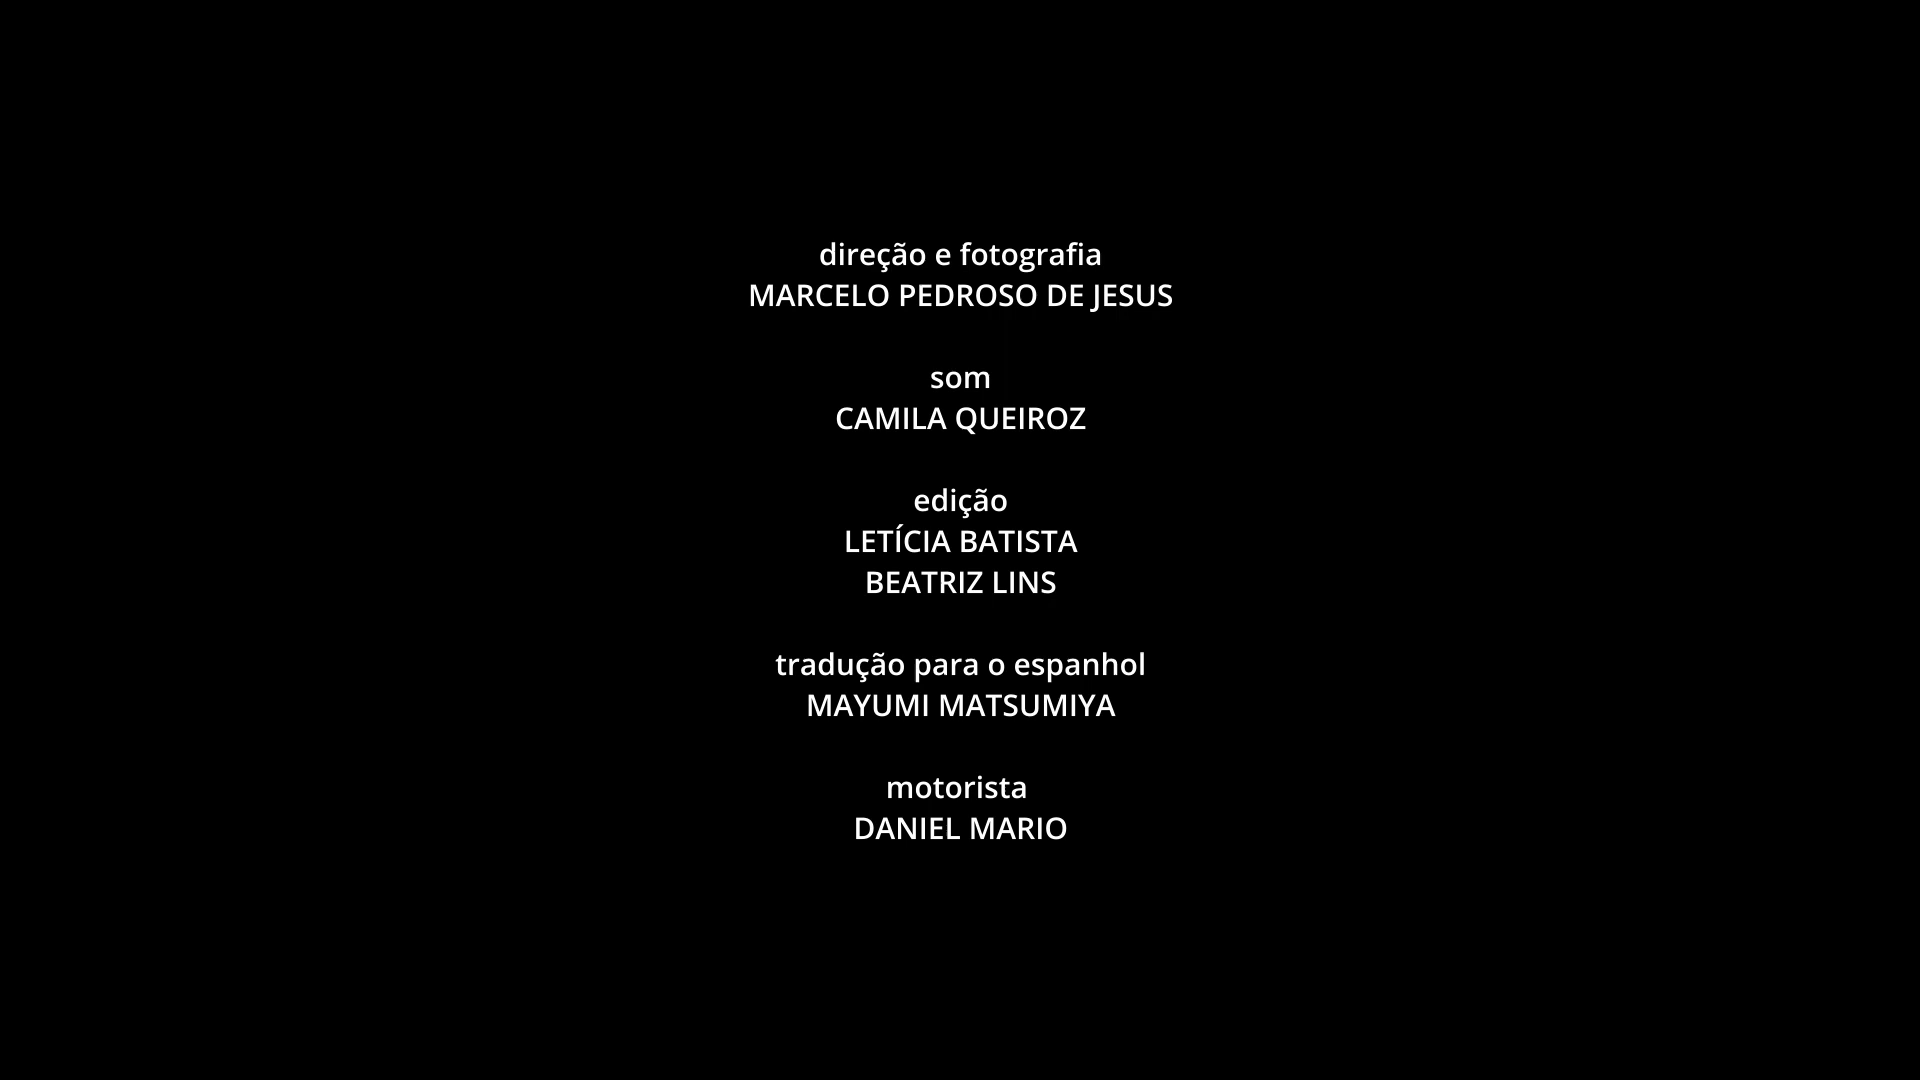 direção e fotografia
MARCELO PEDROSO DE JESUS
som
CAMILA QUEIROZ
edição
LETÍCIA BATISTA
BEATRIZ LINS
tradução para o espanhol
MAYUMI MATSUMIYA
motorista
DANIEL MARIO